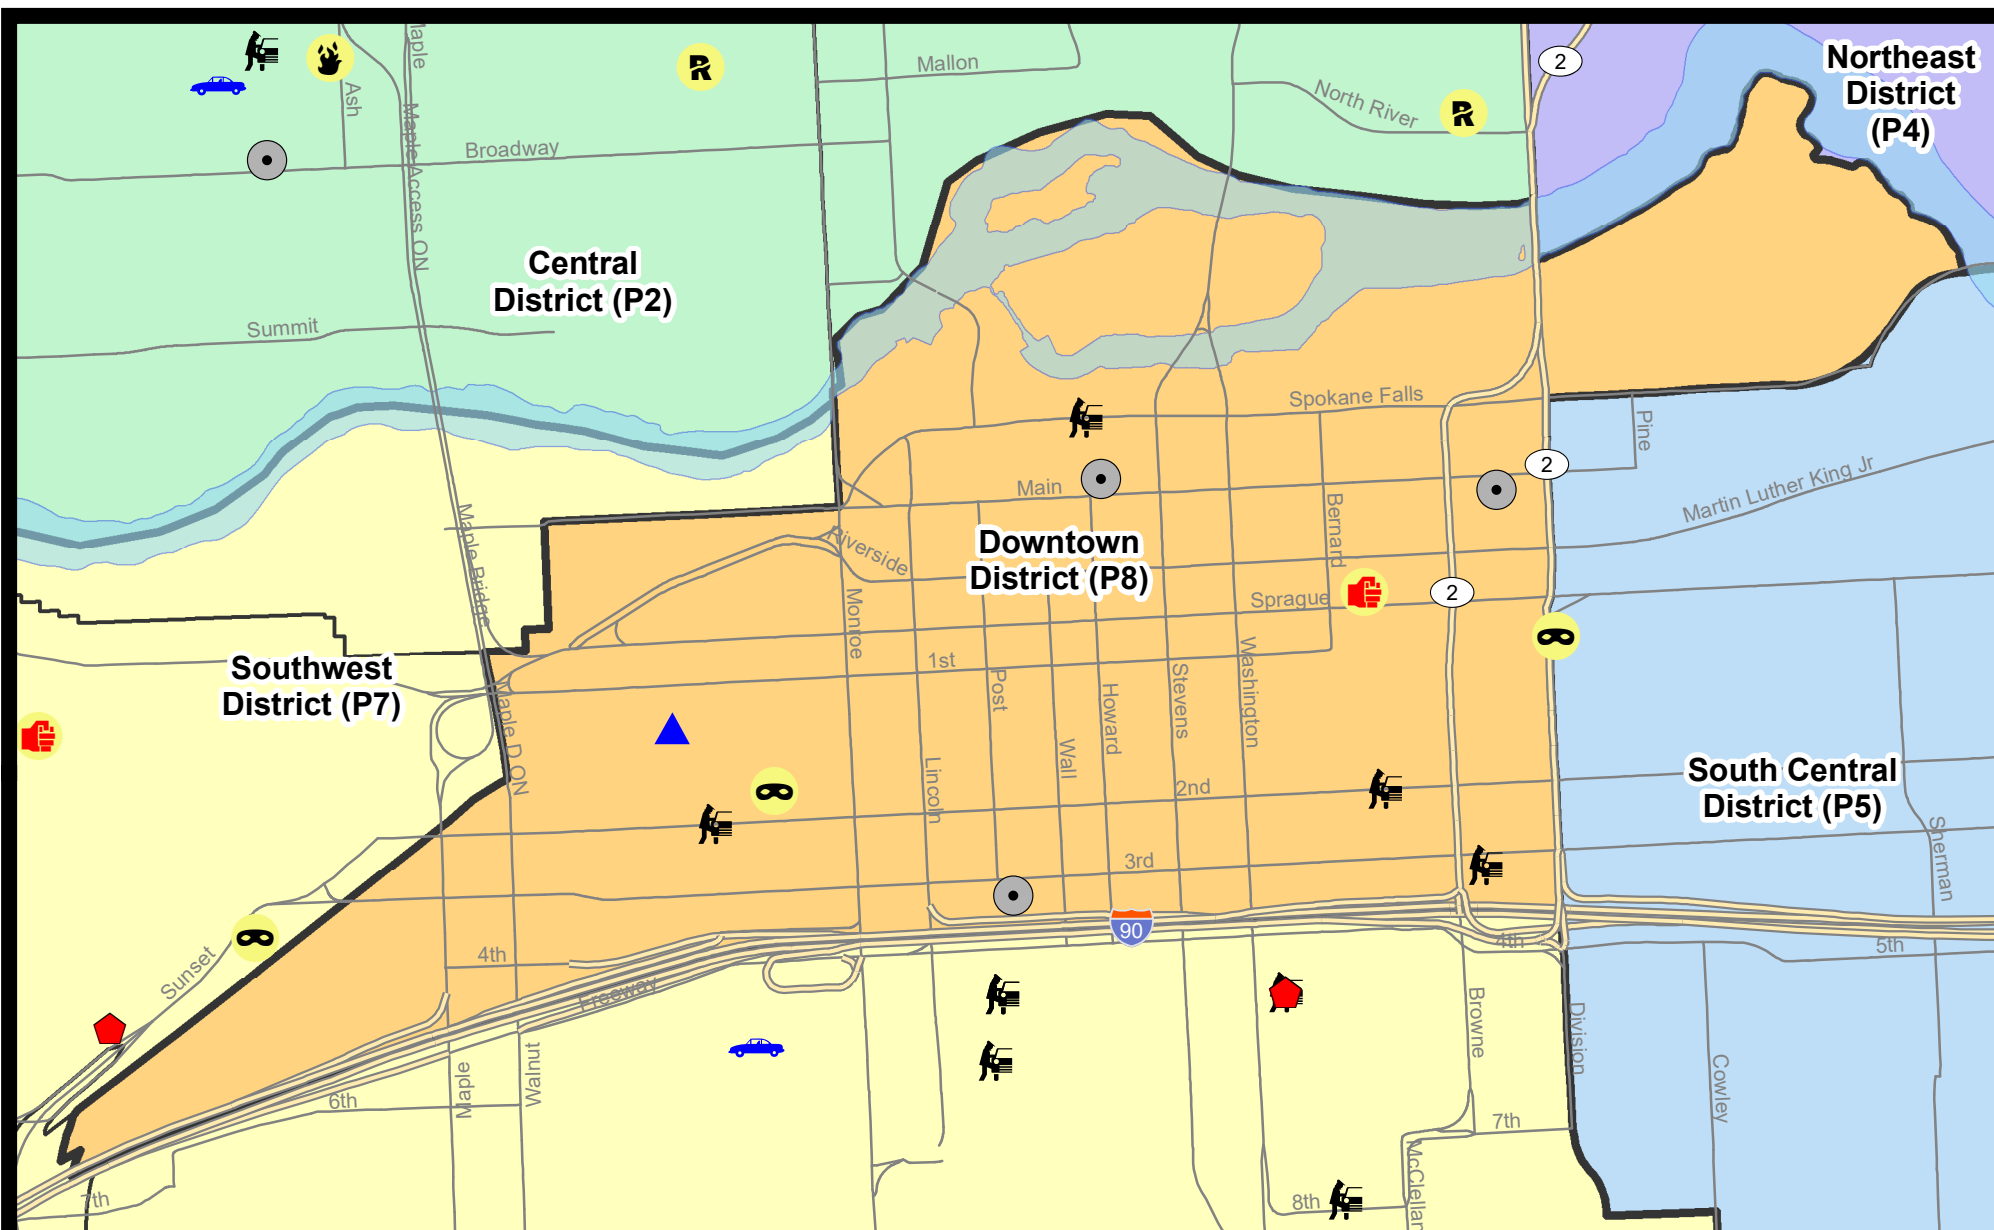 Maple
2
Northeast
District
(P4)
Mallon
North River
Ash
Maple Access ON
Broadway
Central
District (P2)
Summit
Spokane Falls
Pine
2
Martin Luther King Jr
Main
Bernard
Maple Bridge
Riverside
Downtown
District (P8)
Sprague
2
Monroe
Southwest
District (P7)
1st
Post
Howard
Stevens
Washington
Maple D ON
Wall
Lincoln
2nd
South Central
District (P5)
Sherman
3rd
90
4th
5th
Sunset
4th
Freeway
Browne
Division
Maple
Walnut
Cowley
6th
7th
McClellan
7th
8th